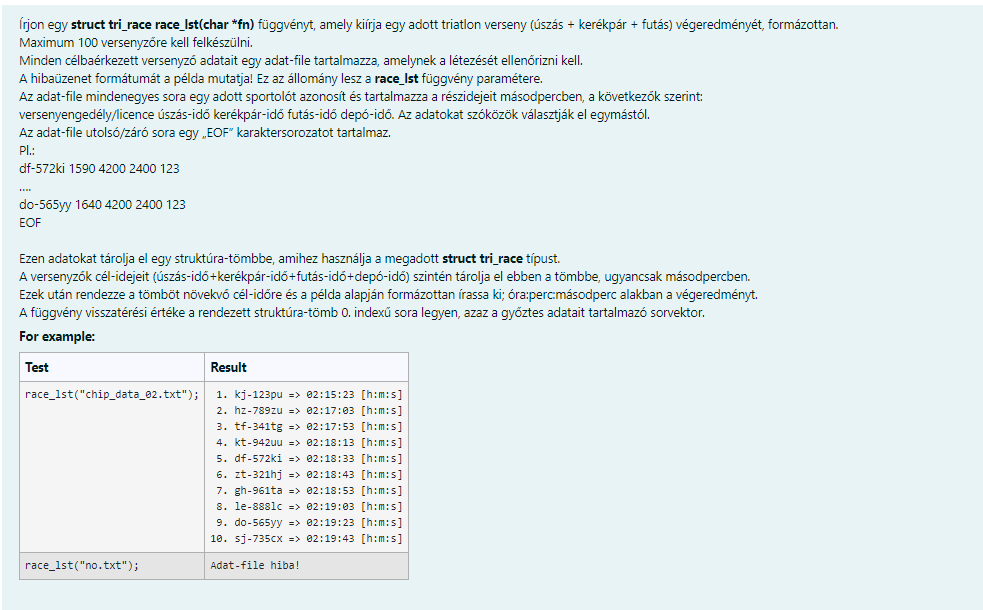 Írjon egy struct tri_race race_lst(char *fn) függvényt, amely kiírja egy adott triatlon verseny (úszás + kerékpár + futás) végeredményét, formázottan.
Maximum 100 versenyzőre kell felkészülni.
Minden célbaérkezett versenyző adatait egy adat-file tartalmazza, amelynek a létezését ellenőrizni kell.
A hibaüzenet formátumát a példa mutatja! Ez az állomány lesz a race_lst függvény paramétere.
Az adat-file mindenegyes sora egy adott sportolót azonosít és tartalmazza a részidejeit másodpercben, a következők szerint:
versenyengedély/licence úszás-idő kerékpár-idő futás-idő depó-idő. Az adatokat szóközök választják el egymástól.
Az adat-file utolsó/záró sora egy „EOF” karaktersorozatot tartalmaz.
Pl.:
df-572ki 1590 4200 2400 123
....
do-565yy 1640 4200 2400 123
EOF
Ezen adatokat tárolja el egy struktúra-tömbbe, amihez használja a megadott struct tri_race típust.
A versenyzők cél-idejeit (úszás-idő+kerékpár-idő+futás-idő+depó-idő) szintén tárolja el ebben a tömbbe, ugyancsak másodpercben.
Ezek után rendezze a tömböt növekvő cél-időre és a példa alapján formázottan írassa ki; óra:perc:másodperc alakban a végeredményt.
A függvény visszatérési értéke a rendezett struktúra-tömb 0. indexű sora legyen, azaz a győztes adatait tartalmazó sorvektor.
For example:
Test Result
race_lst("chip_data_02.txt"); 1. kj-123pu => 02:15:23 [h:m:s]
2. hz-789zu => 02:17:03 [h:m:s]
3. tf-341tg => 02:17:53 [h:m:s]
4. kt-942uu => 02:18:13 [h:m:s]
5. df-572ki => 02:18:33 [h:m:s]
6. zt-321hj => 02:18:43 [h:m:s]
7. gh-961ta => 02:18:53 [h:m:s]
8. le-888lc => 02:19:03 [h:m:s]
9. do-565yy => 02:19:23 [h:m:s]
10. sj-735cx => 02:19:43 [h:m:s]
race_lst("no.txt"); Adat-file hiba!